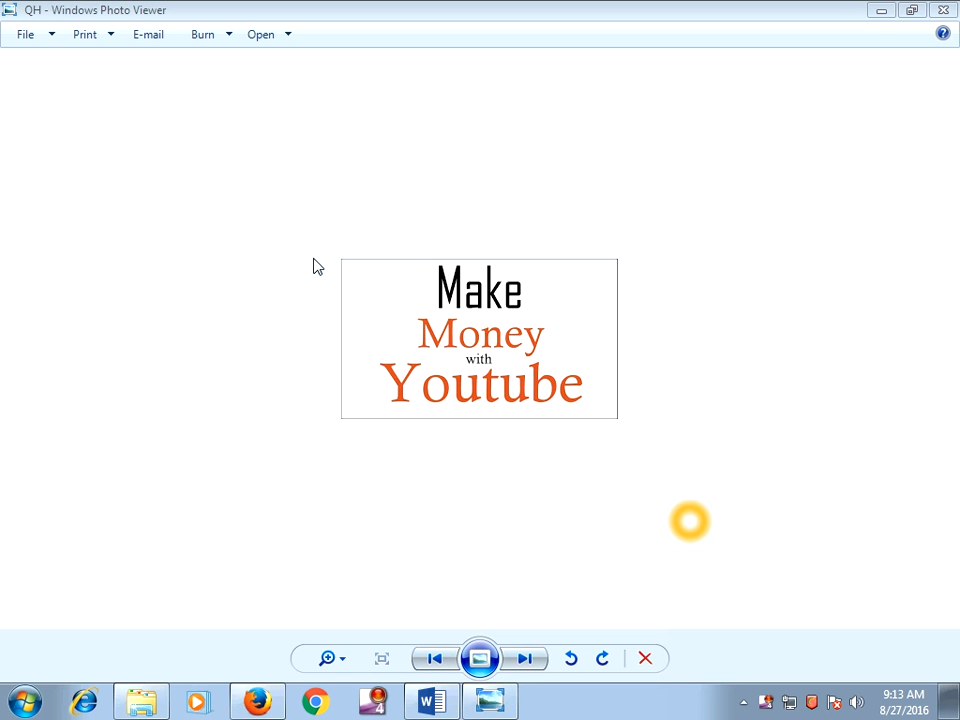 QH - Windows Photo Viewer
File Print E-mail Burn Open
Make
Money
with
Youtube
4
9:13 AM
8/27/2016